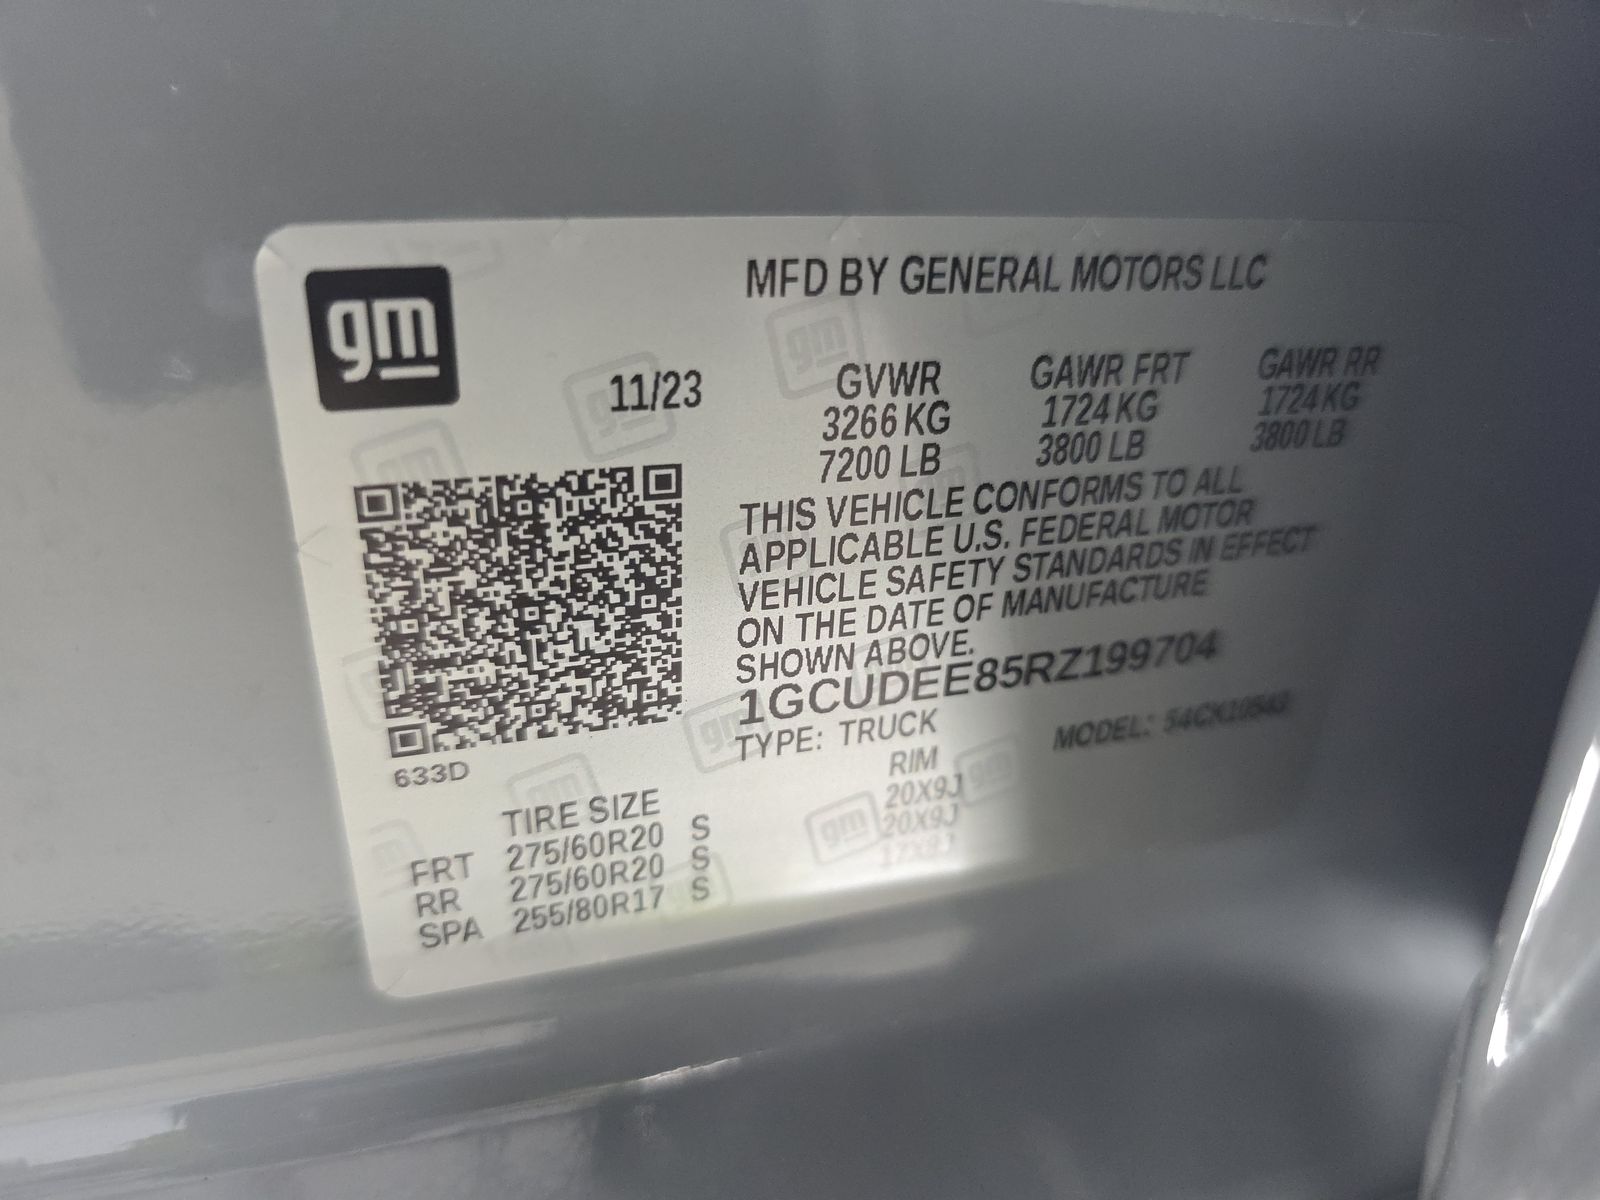 gm
MFD BY GENERAL MOTORS LLC
11/23
GVWR GAWR FRT GAWR RR
3266 KG 1724 KG 1724 KG
7200 LB 3800 LB 3800 LB
THIS VEHICLE CONFORMS TO ALL
APPLICABLE U.S. FEDERAL MOTOR
VEHICLE SAFETY STANDARDS IN EFFECT
ON THE DATE OF MANUFACTURE
SHOWN ABOVE.
1GCUDEE85RZ199704
TYPE: TRUCK MODEL:
633D
TIRE SIZE RIM
FRT 275/60R20 S 20X9J
RR 275/60R20 S 20X9J
SPA 255/80R17 S 17X8J